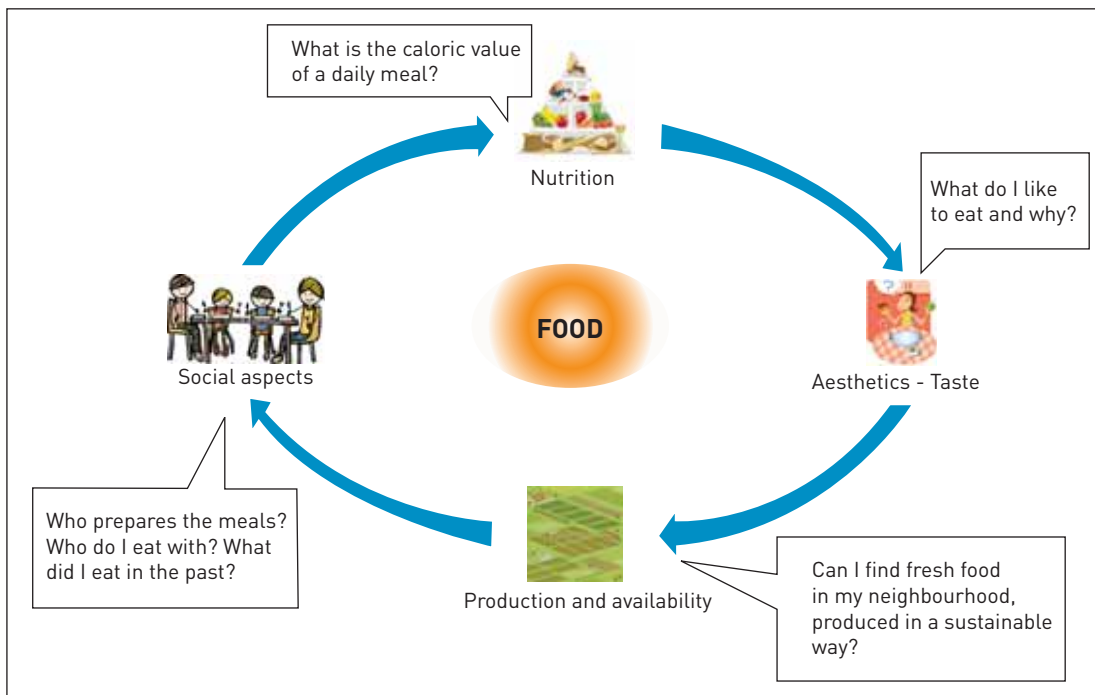 What is the caloric value
of a daily meal?
Nutrition
What do I like
to eat and why?
FOOD
Social aspects
Aesthetics - Taste
Who prepares the meals?
Who do I eat with? What
did I eat in the past?
Production and availability
Can I find fresh food
in my neighbourhood,
produced in a sustainable
way?